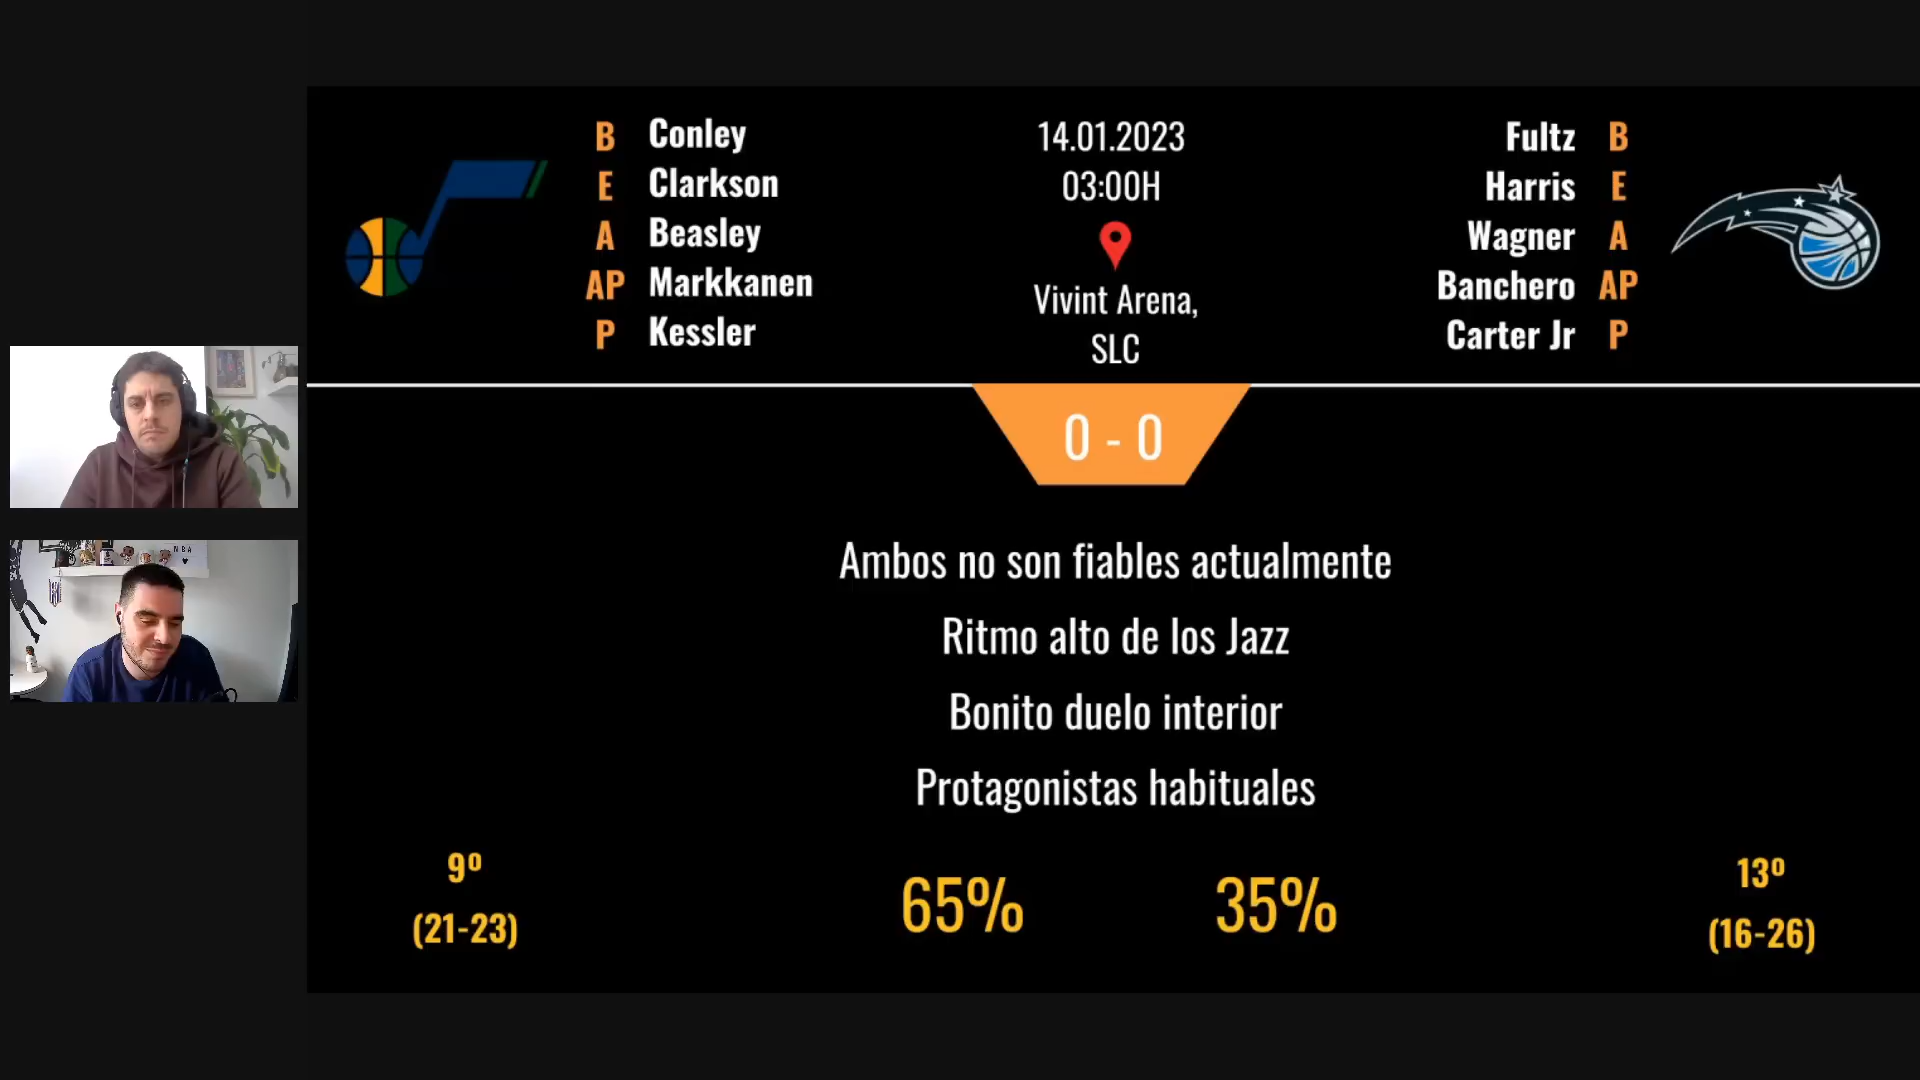 B Conley
E Clarkson
A Beasley
AP Markkanen
P Kessler
14.01.2023
03:00H
Vivint Arena,
SLC
Fultz B
Harris E
Wagner A
Banchero AP
Carter Jr P
0 - 0
Ambos no son fiables actualmente
Ritmo alto de los Jazz
Bonito duelo interior
Protagonistas habituales
9º
(21-23)
65%
35%
13º
(16-26)
NBA